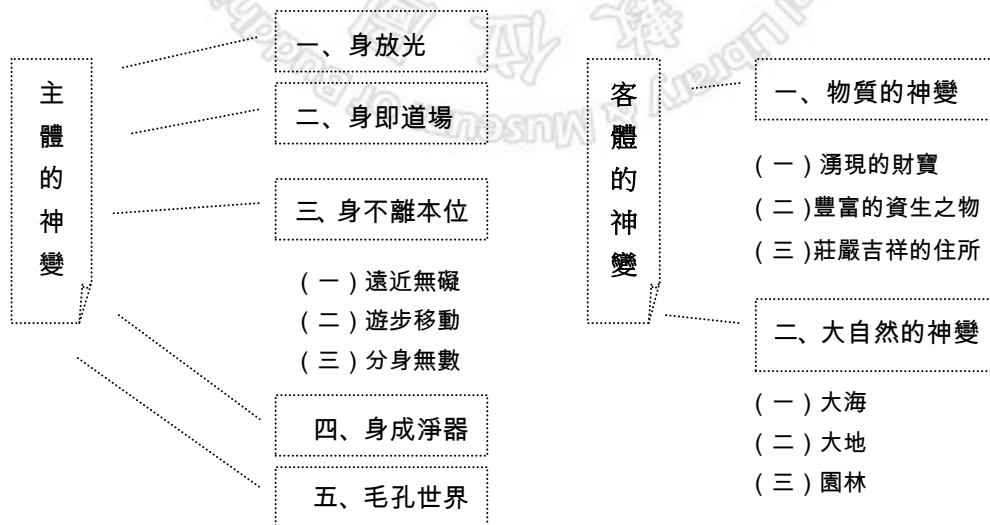 主體的神變
一、身放光
二、身即道場
三、身不離本位
(一)遠近無礙
(二)遊步移動
(三)分身無數
四、身成淨器
五、毛孔世界
客體的神變
一、物質的神變
(一)湧現的財寶
(二)豐富的資生之物
(三)莊嚴吉祥的住所
二、大自然的神變
(一)大海
(二)大地
(三)園林